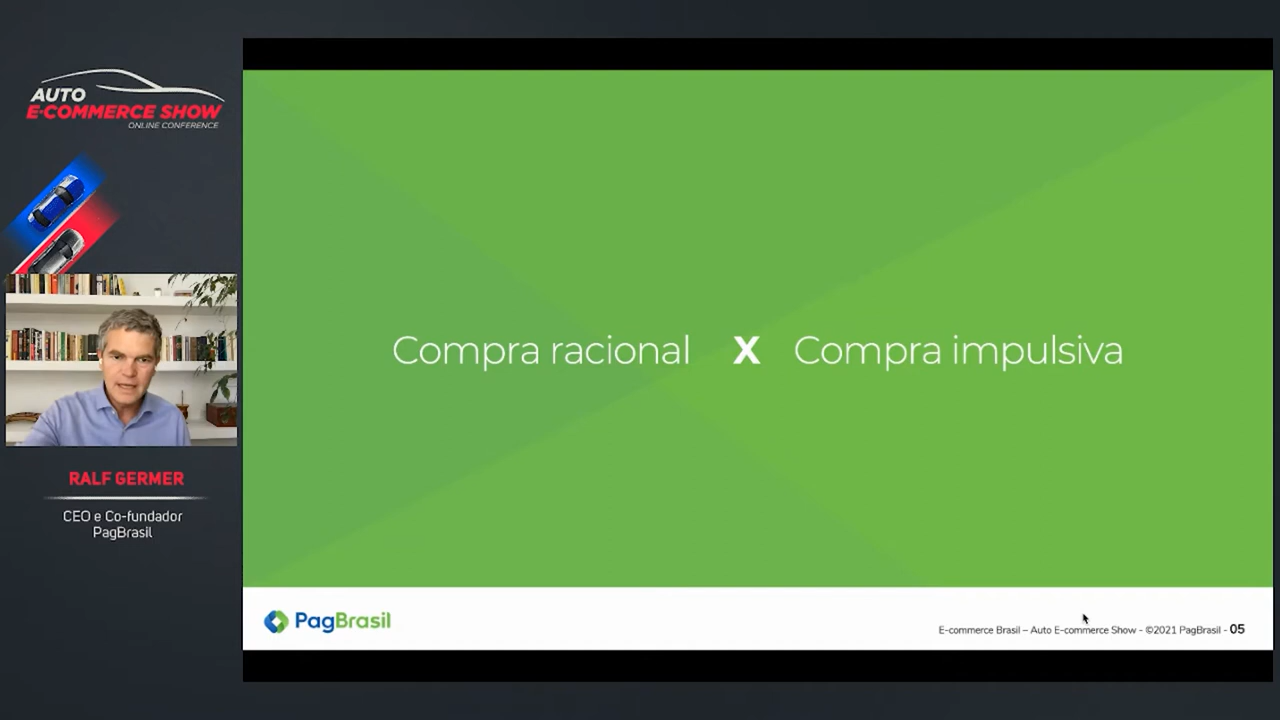 AUTO
E-COMMERCE SHOW
ONLINE CONFERENCE
Compra racional X Compra impulsiva
RALF GERMER
CEO e Co-fundador
PagBrasil
PagBrasil
E-commerce Brasil – Auto E-commerce Show - ©2021 PagBrasil - 05